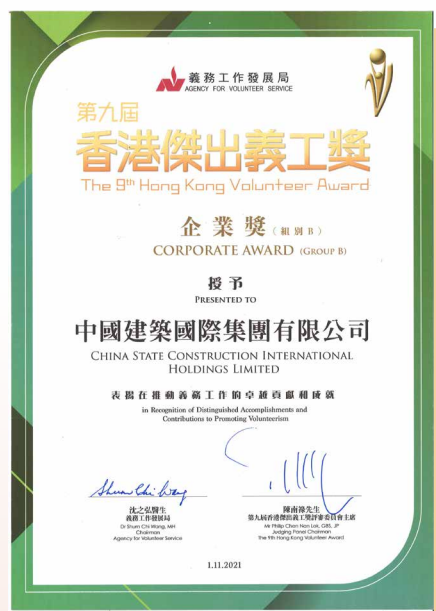 義務工作發展局
AGENCY FOR VOLUNTEER SERVICE
第九屆
香港傑出義工獎
The 9th Hong Kong Volunteer Award
企業獎（組別B）
CORPORATE AWARD (GROUP B)
授予
PRESENTED TO
中國建築國際集團有限公司
CHINA STATE CONSTRUCTION INTERNATIONAL
HOLDINGS LIMITED
表揚在推動義務工作的卓越貢獻和成就
in Recognition of Distinguished Accomplishments and
Contributions to Promoting Volunteerism
Shum Chi Wang
沈之弘醫生
義務工作發展局
Dr Shum Chi Wang, MH
Chairman
Agency for Volunteer Service
陳南祿先生
第九屆香港傑出義工獎評審委員會主席
Mr Philip Chen Nan Lok, GBS, JP
Judging Panel Chairman
The 9th Hong Kong Volunteer Award
1.11.2021